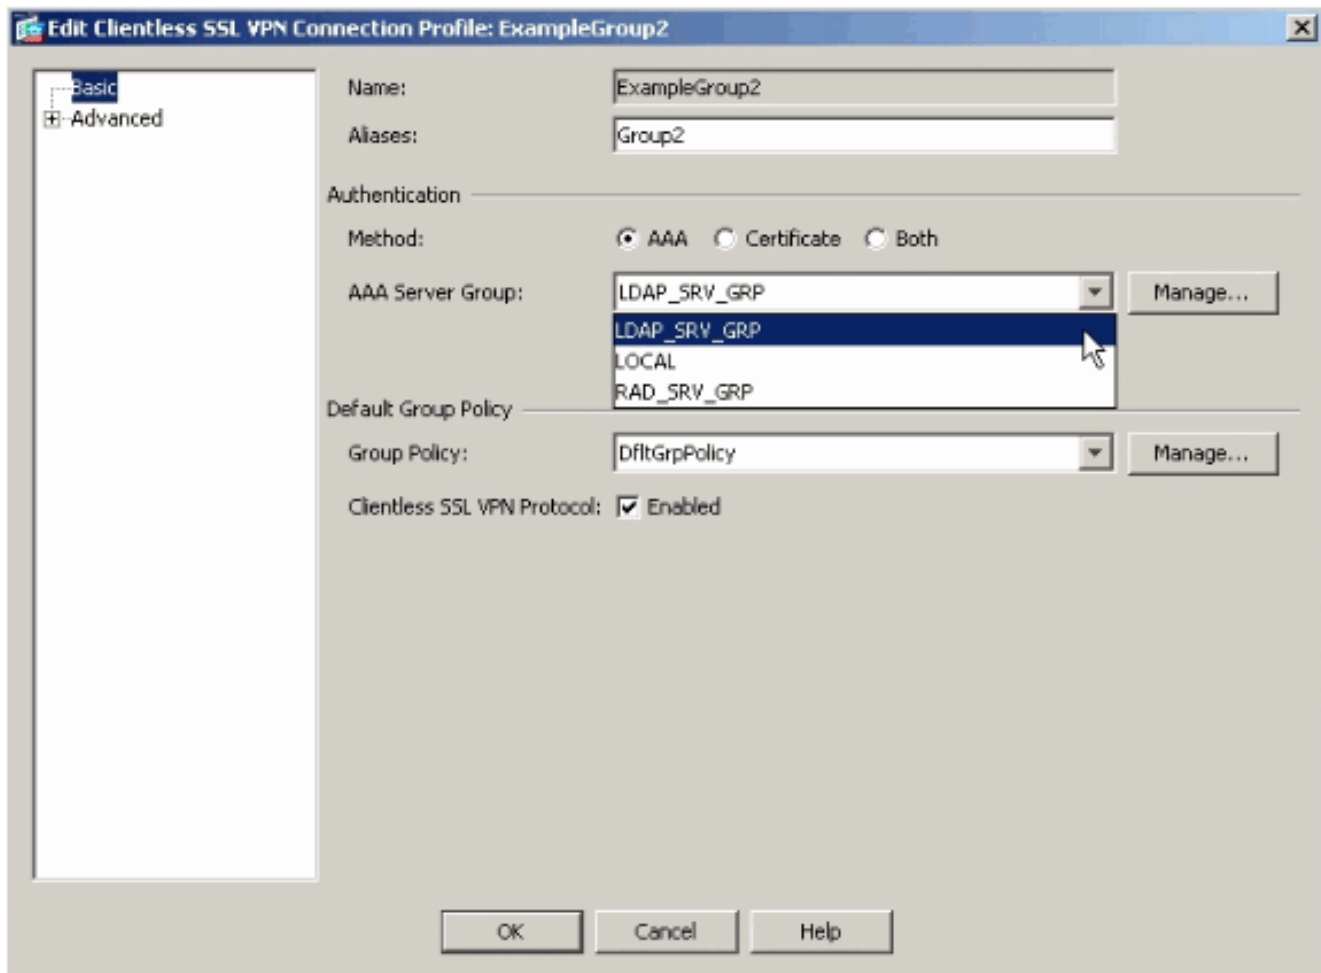 Edit Clientless SSL VPN Connection Profile: ExampleGroup2
Basic
Advanced
Name: ExampleGroup2
Aliases: Group2
Authentication
Method: AAA Certificate Both
AAA Server Group: LDAP_SRV_GRP Manage...
LDAP_SRV_GRP
LOCAL
RAD_SRV_GRP
Default Group Policy
Group Policy: DfltGrpPolicy Manage...
Clientless SSL VPN Protocol: Enabled
OK Cancel Help